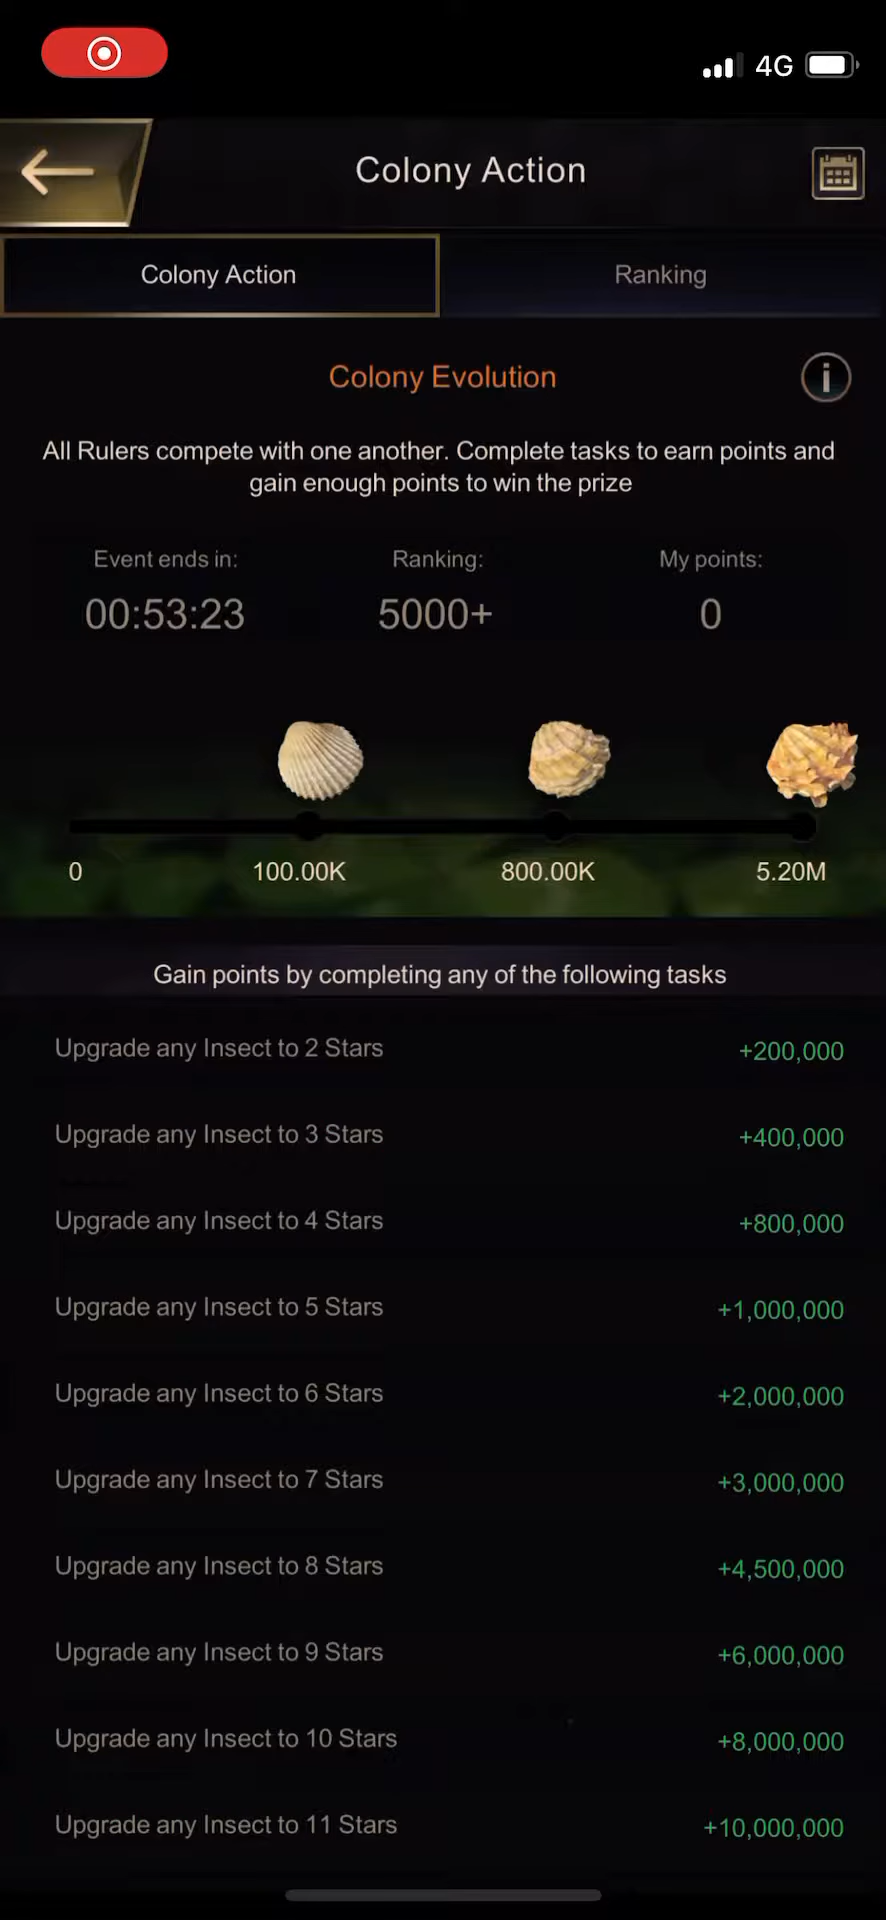 4G
Colony Action
Colony Action
Ranking
Colony Evolution
All Rulers compete with one another. Complete tasks to earn points and
gain enough points to win the prize
Event ends in:
Ranking:
My points:
00:53:23
5000+
0
0
100.00K
800.00K
5.20M
Gain points by completing any of the following tasks
Upgrade any Insect to 2 Stars
+200,000
Upgrade any Insect to 3 Stars
+400,000
Upgrade any Insect to 4 Stars
+800,000
Upgrade any Insect to 5 Stars
+1,000,000
Upgrade any Insect to 6 Stars
+2,000,000
Upgrade any Insect to 7 Stars
+3,000,000
Upgrade any Insect to 8 Stars
+4,500,000
Upgrade any Insect to 9 Stars
+6,000,000
Upgrade any Insect to 10 Stars
+8,000,000
Upgrade any Insect to 11 Stars
+10,000,000